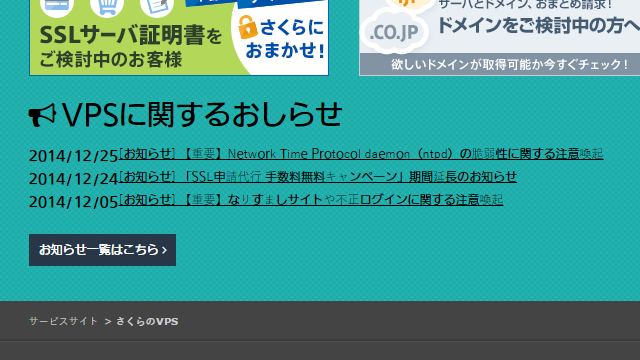 SSLサーバ証明書を
ご検討中のお客様
さくらに
おまかせ!
サーバとドメイン、おまとめ請求!
ドメインをご検討中の方へ
.CO.JP
欲しいドメインが取得可能か今すぐチェック!
VPSに関するおしらせ
2014/12/25[お知らせ] 【重要】Network Time Protocol daemon（ntpd）の脆弱性に関する注意喚起
2014/12/24[お知らせ] 「SSL申請代行 手数料無料キャンペーン」期間延長のお知らせ
2014/12/05[お知らせ] 【重要】なりすましサイトや不正ログインに関する注意喚起
お知らせ一覧はこちら ›
サービスサイト > さくらのVPS